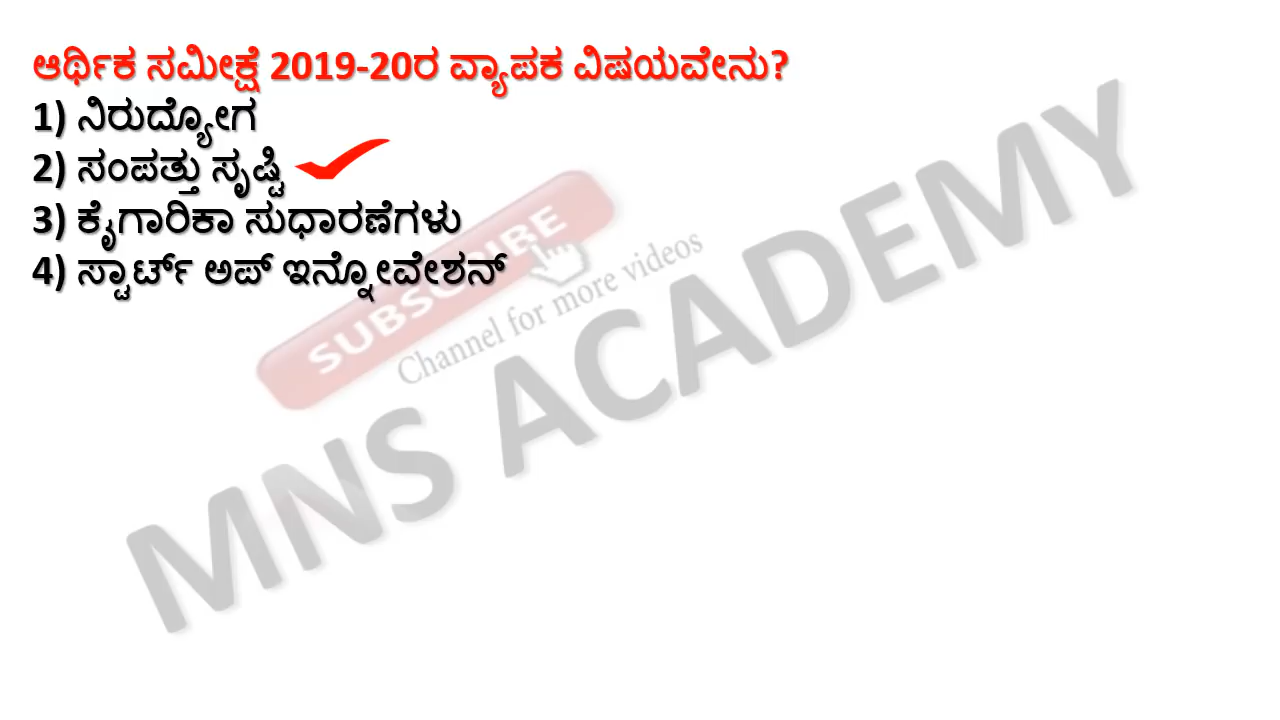 ಆರ್ಥಿಕ ಸಮೀಕ್ಷೆ 2019-20ರ ವ್ಯಾಪಕ ವಿಷಯವೇನು?
1) ನಿರುದ್ಯೋಗ
2) ಸಂಪತ್ತು ಸೃಷ್ಟಿ
3) ಕೈಗಾರಿಕಾ ಸುಧಾರಣೆಗಳು
4) ಸ್ಟಾರ್ಟ್ ಅಪ್ ಇನ್ನೋವೇಶನ್
SUBSCRIBE
Channel for more videos
MNS ACADEMY